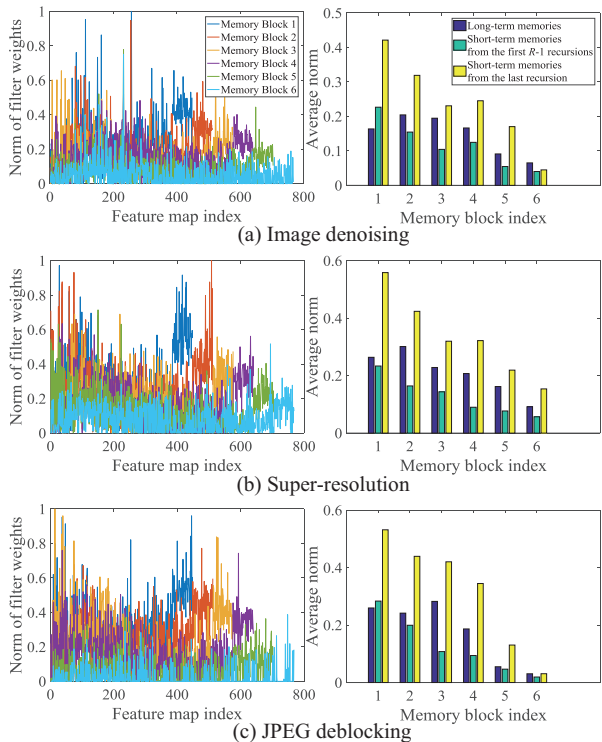 Norm of filter weights
1
0.8
0.6
0.4
0.2
0
0 200 400 600 800
Feature map index
Memory Block 1
Memory Block 2
Memory Block 3
Memory Block 4
Memory Block 5
Memory Block 6
Average norm
0.5
0.4
0.3
0.2
0.1
0
1 2 3 4 5 6
Memory block index
Long-term memories
Short-term memories
from the first R-1 recursions
Short-term memories
from the last recursion
(a) Image denoising
Norm of filter weights
1
0.8
0.6
0.4
0.2
0
0 200 400 600 800
Feature map index
Average norm
0.6
0.4
0.2
0
1 2 3 4 5 6
Memory block index
(b) Super-resolution
Norm of filter weights
1
0.8
0.6
0.4
0.2
0
0 200 400 600 800
Feature map index
Average norm
0.6
0.4
0.2
0
1 2 3 4 5 6
Memory block index
(c) JPEG deblocking